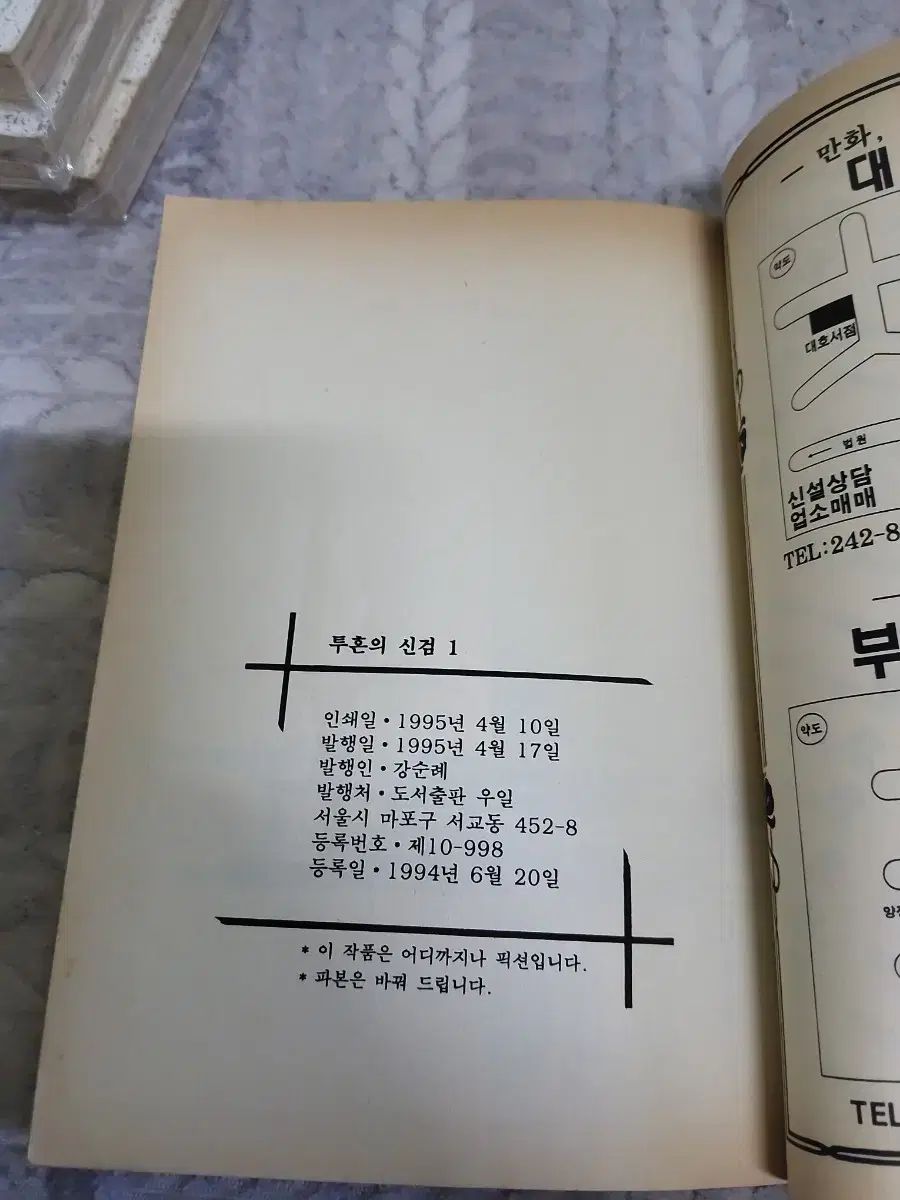 투혼의 신검 1
인쇄일·1995년 4월 10일
발행일·1995년 4월 17일
발행인·강순례
발행처·도서출판 우일
서울시 마포구 서교동 452-8
등록번호·제10-998
등록일·1994년 6월 20일
* 이 작품은 어디까지나 픽션입니다.
* 파본은 바꿔 드립니다.
— 만화,
대
약도
대호서점
← 법원
신설상담
업소매매
TEL:242-8
부
약도
TEL